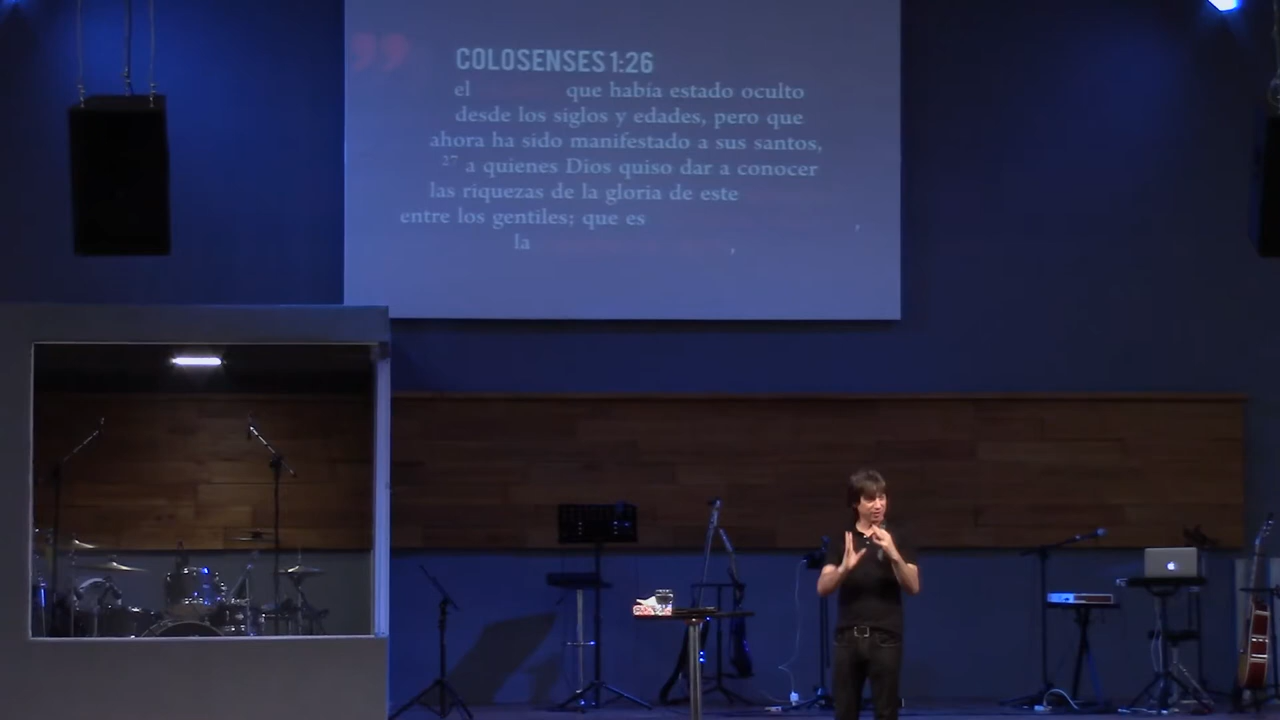 ”
COLOSENSES 1:26
el que había estado oculto
desde los siglos y edades, pero que
ahora ha sido manifestado a sus santos,
27 a quienes Dios quiso dar a conocer
las riquezas de la gloria de este
entre los gentiles; que es ,
la ,